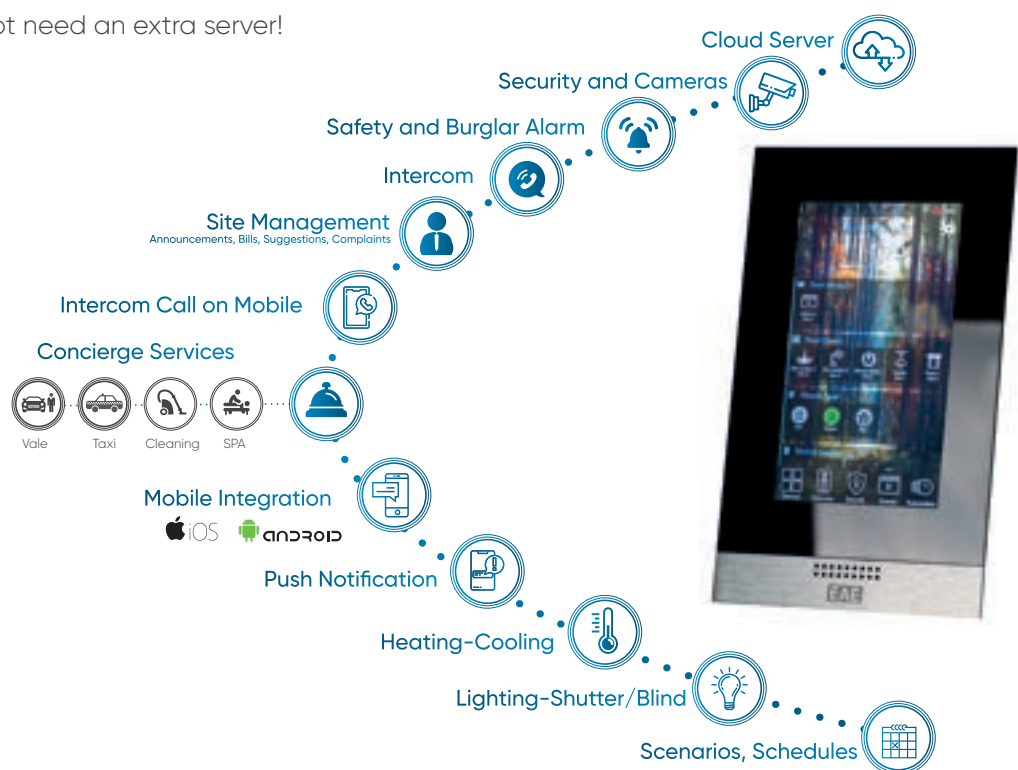 ot need an extra server!
Cloud Server
Security and Cameras
Safety and Burglar Alarm
Intercom
Site Management
Announcements, Bills, Suggestions, Complaints
Intercom Call on Mobile
Concierge Services
Vale
Taxi
Cleaning
SPA
Mobile Integration
iOS
ANDROID
Push Notification
Heating-Cooling
Lighting-Shutter/Blind
Scenarios, Schedules
EAE